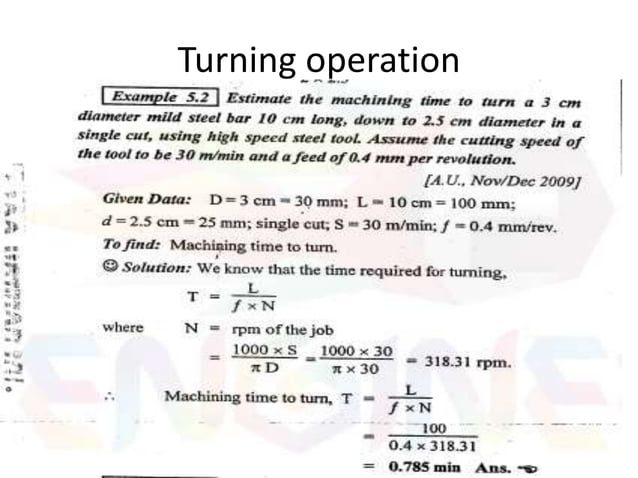 Turning operation
Example 5.2 Estimate the machining time to turn a 3 cm
diameter mild steel bar 10 cm long, down to 2.5 cm diameter in a
single cut, using high speed steel tool. Assume the cutting speed of
the tool to be 30 m/min and a feed of 0.4 mm per revolution.
[A.U., Nov/Dec 2009]
Given Data: D = 3 cm = 30 mm; L = 10 cm = 100 mm;
d = 2.5 cm = 25 mm; single cut; S = 30 m/min; f = 0.4 mm/rev.
To find: Machining time to turn.
☺ Solution: We know that the time required for turning,
T = L / f × N
where N = rpm of the job
= 1000 × S / π D = 1000 × 30 / π × 30 = 318.31 rpm.
∴ Machining time to turn, T = L / f × N
= 100 / 0.4 × 318.31
= 0.785 min Ans.
ENGINE